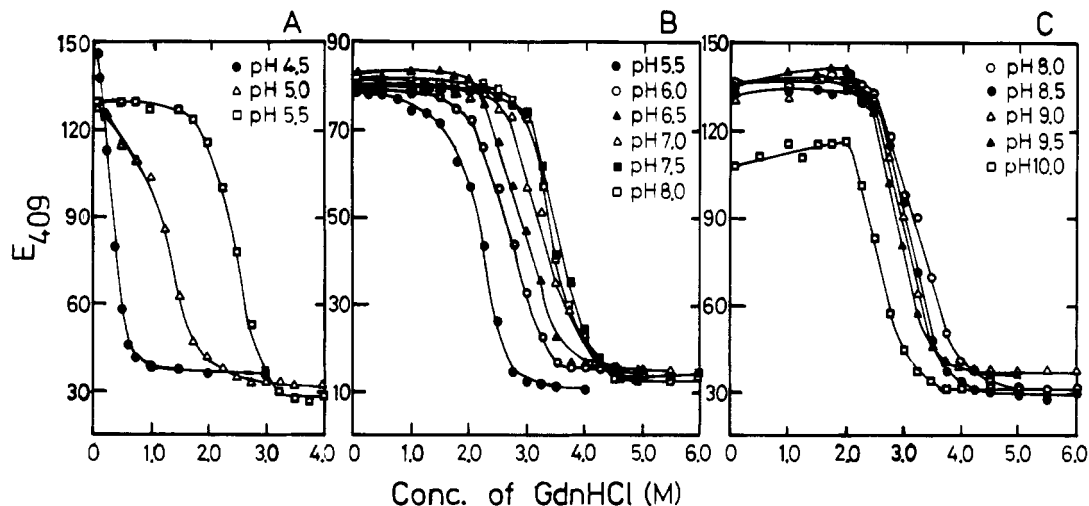 A
B
C
150
120
90
60
30
E409
0
1.0
2.0
3.0
4.0
● pH 4.5
△ pH 5.0
□ pH 5.5
90
70
50
30
10
0
1.0
2.0
3.0
4.0
5.0
6.0
● pH 5.5
○ pH 6.0
▲ pH 6.5
△ pH 7.0
■ pH 7.5
□ pH 8.0
150
120
90
60
30
0
1.0
2.0
3.0
4.0
5.0
6.0
○ pH 8.0
● pH 8.5
△ pH 9.0
▲ pH 9.5
□ pH 10.0
Conc. of GdnHCl (M)